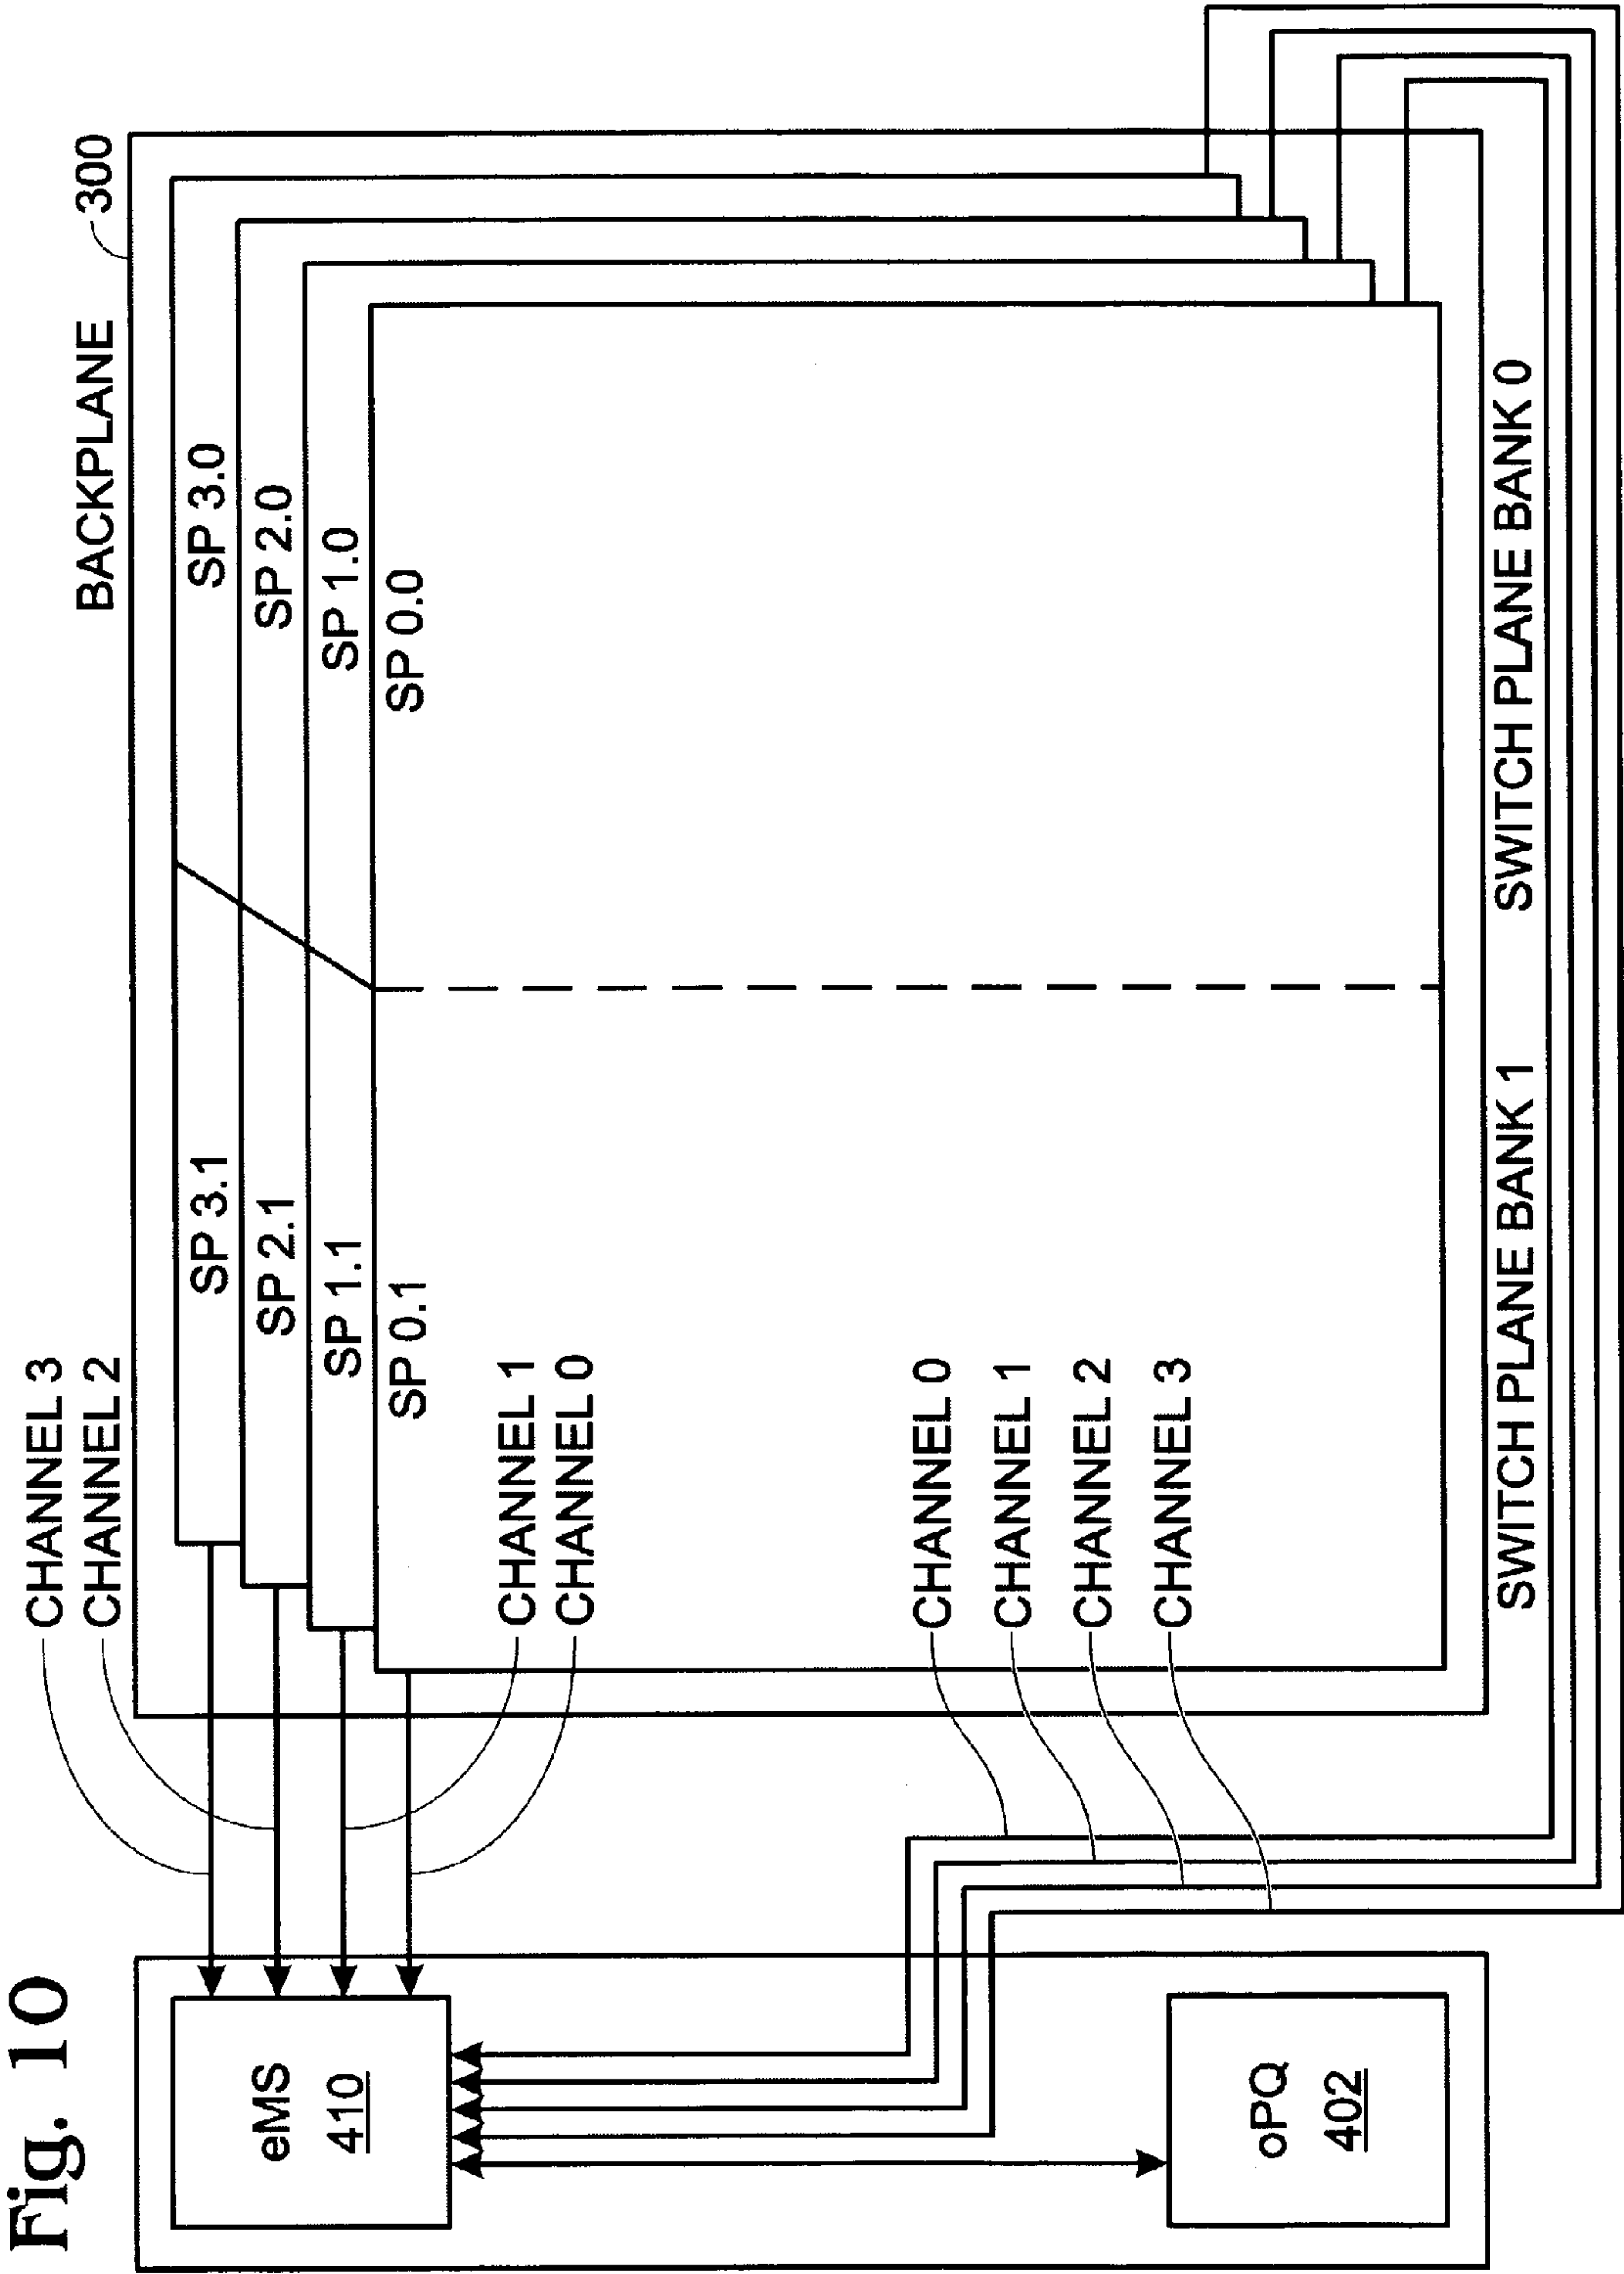 Fig. 10
BACKPLANE
300
CHANNEL 3
CHANNEL 2
SP 3.1
SP 3.0
SP 2.1
SP 2.0
SP 1.1
SP 1.0
SP 0.1
SP 0.0
CHANNEL 1
CHANNEL 0
eMS
410
CHANNEL 0
CHANNEL 1
CHANNEL 2
CHANNEL 3
oPQ
402
SWITCH PLANE BANK 1
SWITCH PLANE BANK 0